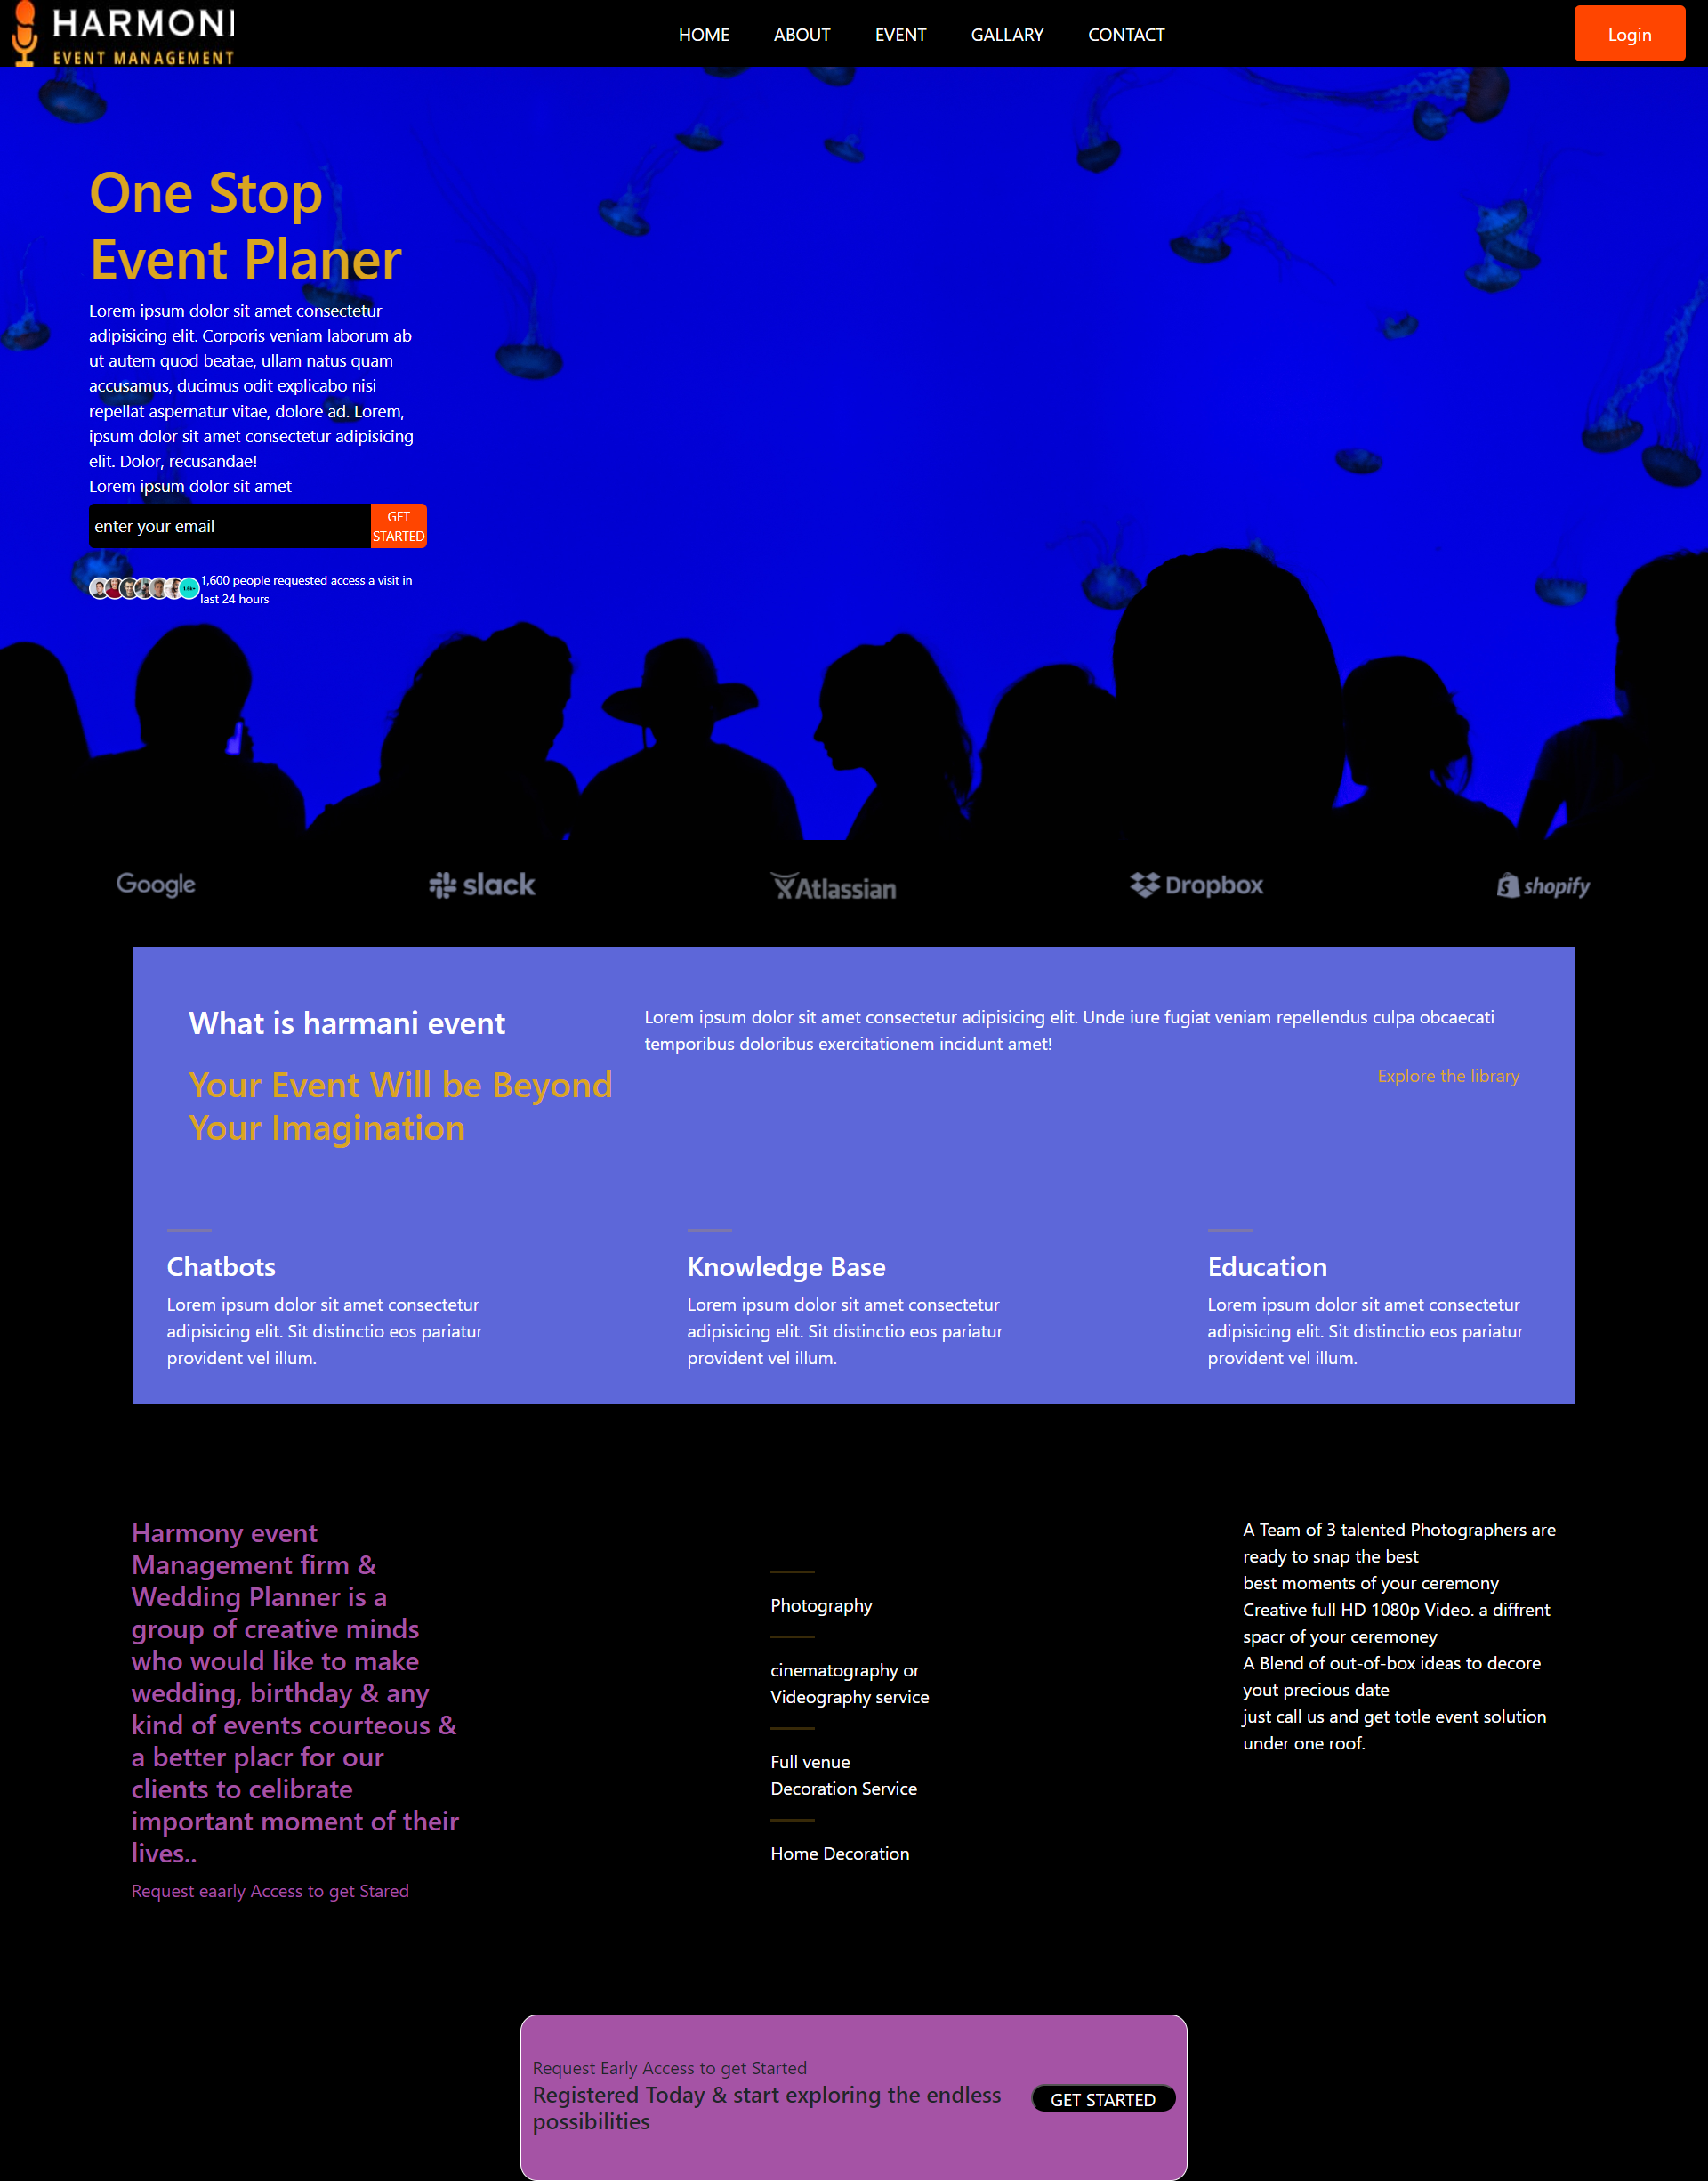 HARMONI
EVENT MANAGEMENT
HOME ABOUT EVENT GALLARY CONTACT
Login
One Stop
Event Planer
Lorem ipsum dolor sit amet consectetur
adipisicing elit. Corporis veniam laborum ab
ut autem quod beatae, ullam natus quam
accusamus, ducimus odit explicabo nisi
repellat aspernatur vitae, dolore ad. Lorem,
ipsum dolor sit amet consectetur adipisicing
elit. Dolor, recusandae!
Lorem ipsum dolor sit amet
enter your email
GET
STARTED
1,600 people requested access a visit in
last 24 hours
Google
slack
Atlassian
Dropbox
shopify
What is harmani event
Your Event Will be Beyond
Your Imagination
Lorem ipsum dolor sit amet consectetur adipisicing elit. Unde iure fugiat veniam repellendus culpa obcaecati
temporibus doloribus exercitationem incidunt amet!
Explore the library
Chatbots
Lorem ipsum dolor sit amet consectetur
adipisicing elit. Sit distinctio eos pariatur
provident vel illum.
Knowledge Base
Lorem ipsum dolor sit amet consectetur
adipisicing elit. Sit distinctio eos pariatur
provident vel illum.
Education
Lorem ipsum dolor sit amet consectetur
adipisicing elit. Sit distinctio eos pariatur
provident vel illum.
Harmony event
Management firm &
Wedding Planner is a
group of creative minds
who would like to make
wedding, birthday & any
kind of events courteous &
a better placr for our
clients to celibrate
important moment of their
lives..
Request eaarly Access to get Stared
Photography
cinematography or
Videography service
Full venue
Decoration Service
Home Decoration
A Team of 3 talented Photographers are
ready to snap the best
best moments of your ceremony
Creative full HD 1080p Video. a diffrent
spacr of your ceremoney
A Blend of out-of-box ideas to decore
yout precious date
just call us and get totle event solution
under one roof.
Request Early Access to get Started
Registered Today & start exploring the endless
possibilities
GET STARTED